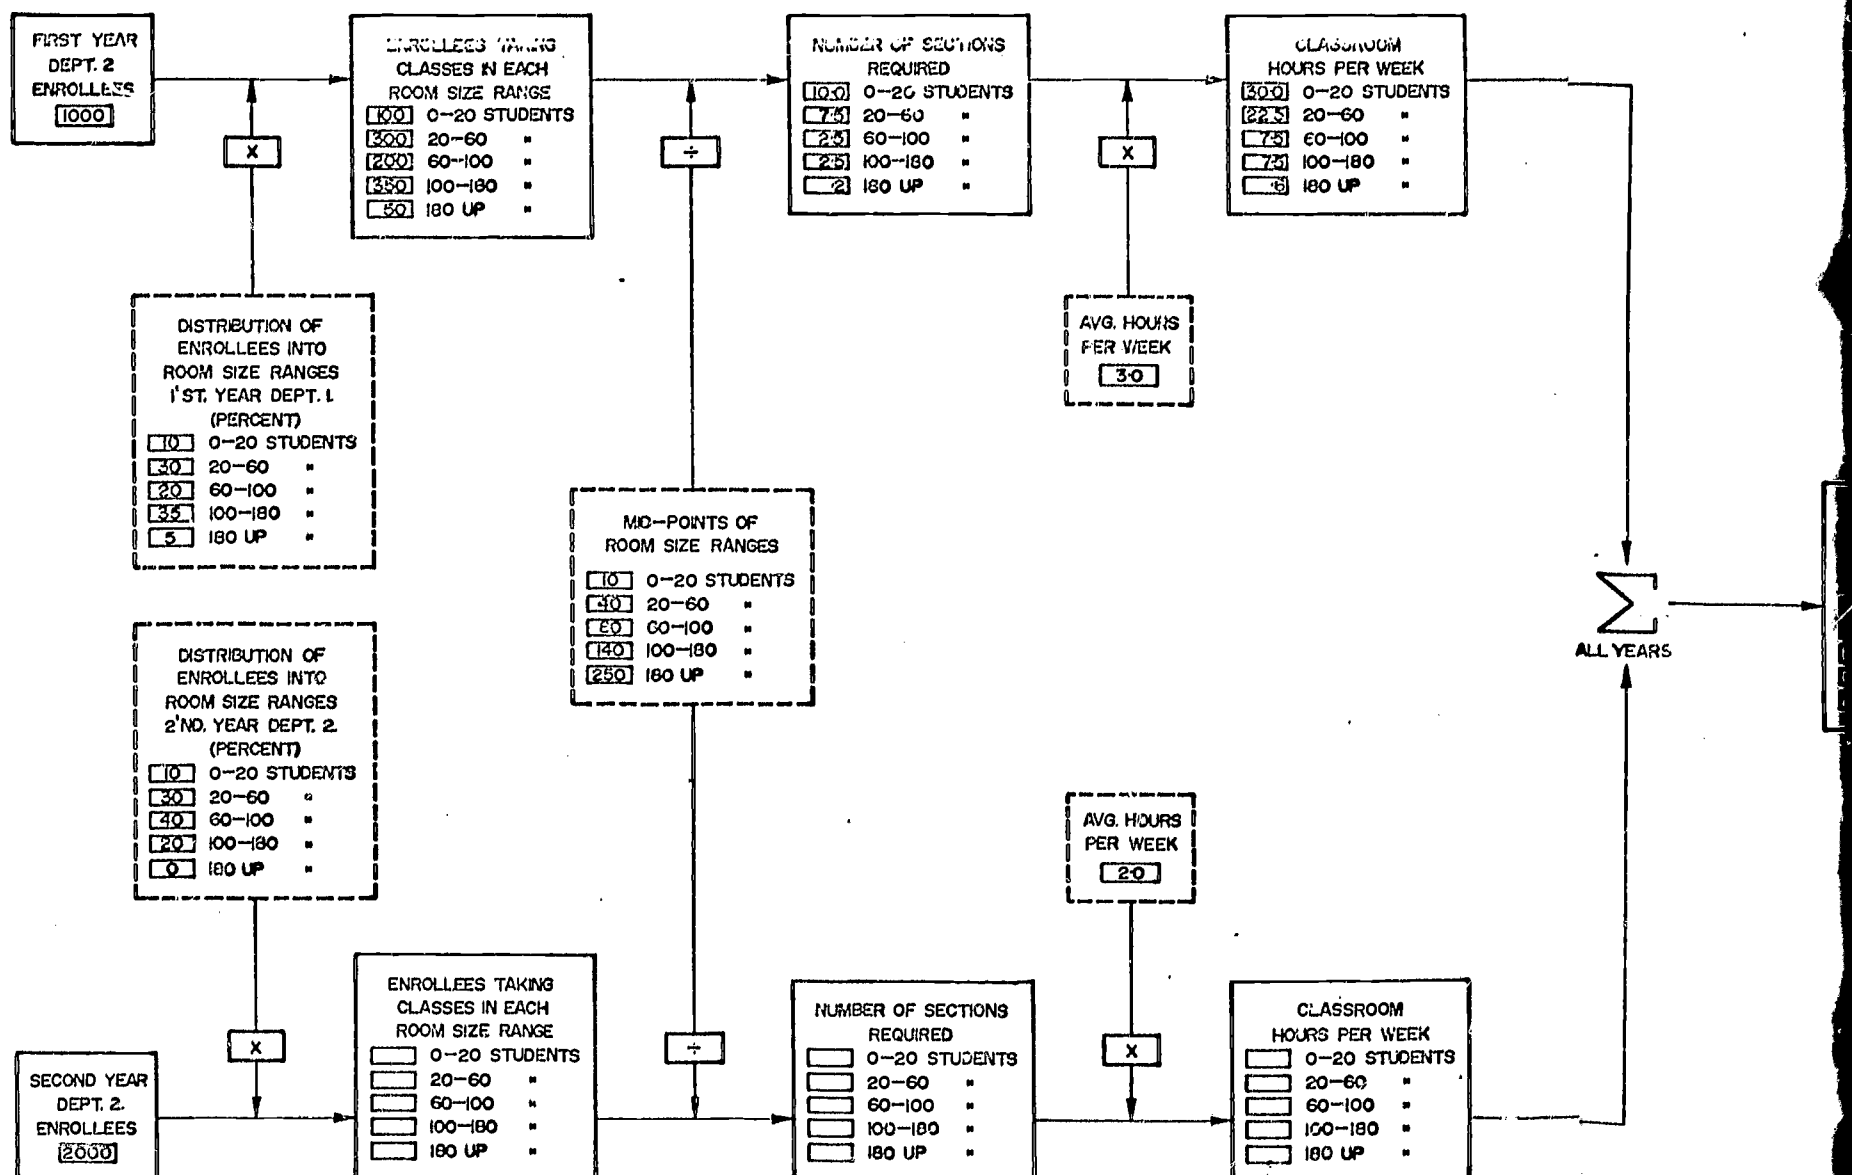 FIRST YEAR
DEPT. 2
ENROLLEES
1000
ENROLLEES TAKING
CLASSES IN EACH
ROOM SIZE RANGE
100 0-20 STUDENTS
300 20-60 "
200 60-100 "
350 100-180 "
50 180 UP "
NUMBER OF SECTIONS
REQUIRED
10.0 0-20 STUDENTS
7.5 20-60 "
2.5 60-100 "
2.5 100-180 "
.2 180 UP "
CLASSROOM
HOURS PER WEEK
30.0 0-20 STUDENTS
22.5 20-60 "
7.5 60-100 "
7.5 100-180 "
.6 180 UP "
X
÷
X
DISTRIBUTION OF
ENROLLEES INTO
ROOM SIZE RANGES
1'ST. YEAR DEPT. 1.
(PERCENT)
10 0-20 STUDENTS
30 20-60 "
20 60-100 "
35 100-180 "
5 180 UP "
AVG. HOURS
PER WEEK
3.0
MID-POINTS OF
ROOM SIZE RANGES
10 0-20 STUDENTS
40 20-60 "
80 60-100 "
140 100-180 "
250 180 UP "
Σ
ALL YEARS
DISTRIBUTION OF
ENROLLEES INTO
ROOM SIZE RANGES
2'ND. YEAR DEPT. 2.
(PERCENT)
10 0-20 STUDENTS
30 20-60 "
40 60-100 "
20 100-180 "
0 180 UP "
AVG. HOURS
PER WEEK
2.0
X
÷
X
SECOND YEAR
DEPT. 2.
ENROLLEES
2000
ENROLLEES TAKING
CLASSES IN EACH
ROOM SIZE RANGE
0-20 STUDENTS
20-60 "
60-100 "
100-180 "
180 UP "
NUMBER OF SECTIONS
REQUIRED
0-20 STUDENTS
20-60 "
60-100 "
100-180 "
180 UP "
CLASSROOM
HOURS PER WEEK
0-20 STUDENTS
20-60 "
60-100 "
100-180 "
180 UP "